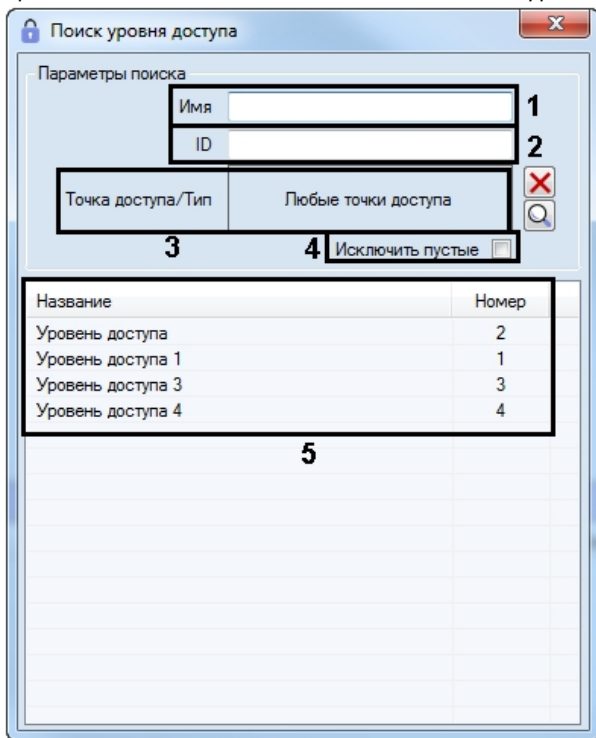 Поиск уровня доступа
Параметры поиска
Имя 1
ID 2
Точка доступа/Тип Любые точки доступа
3 4 Исключить пустые
Название Номер
Уровень доступа 2
Уровень доступа 1 1
Уровень доступа 3 3
Уровень доступа 4 4
5